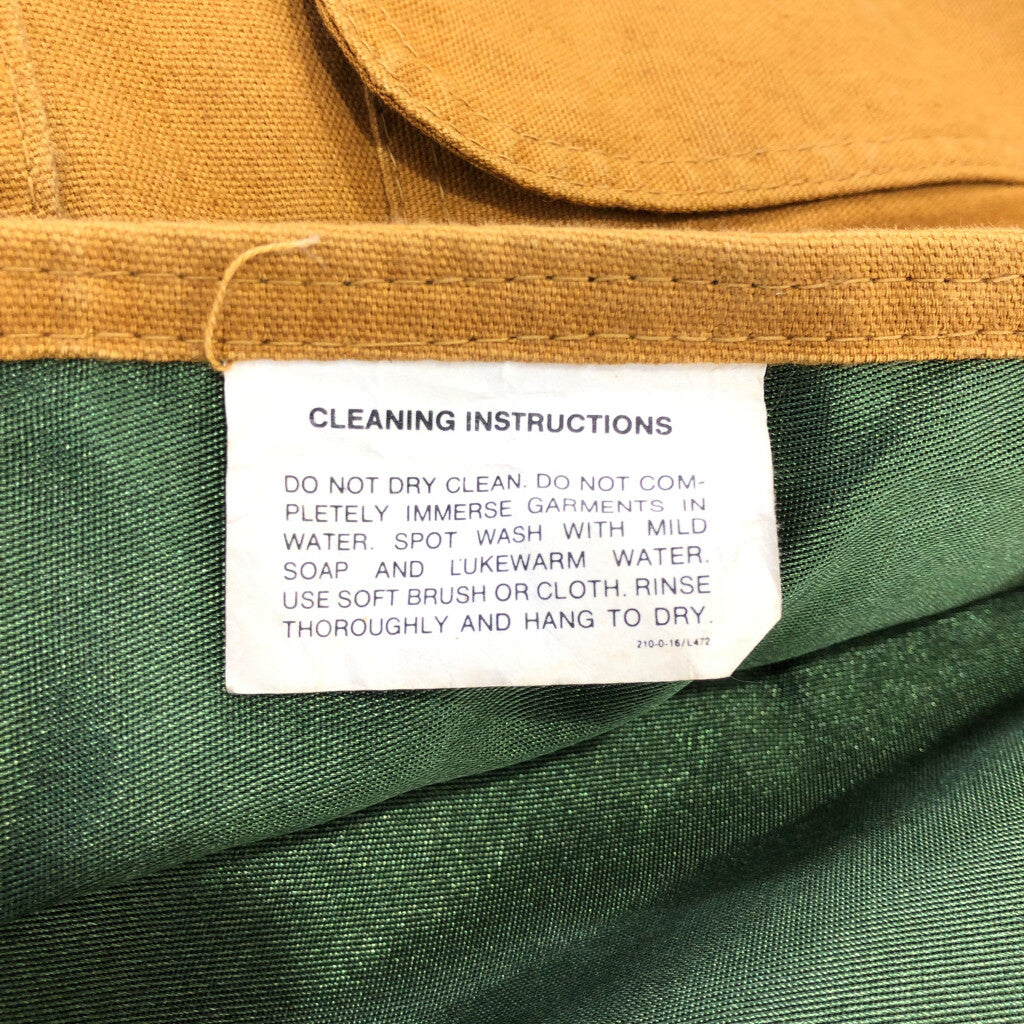 CLEANING INSTRUCTIONS
DO NOT DRY CLEAN. DO NOT COM-
PLETELY IMMERSE GARMENTS IN
WATER. SPOT WASH WITH MILD
SOAP AND LUKEWARM WATER.
USE SOFT BRUSH OR CLOTH. RINSE
THOROUGHLY AND HANG TO DRY.
210-0-16/L472